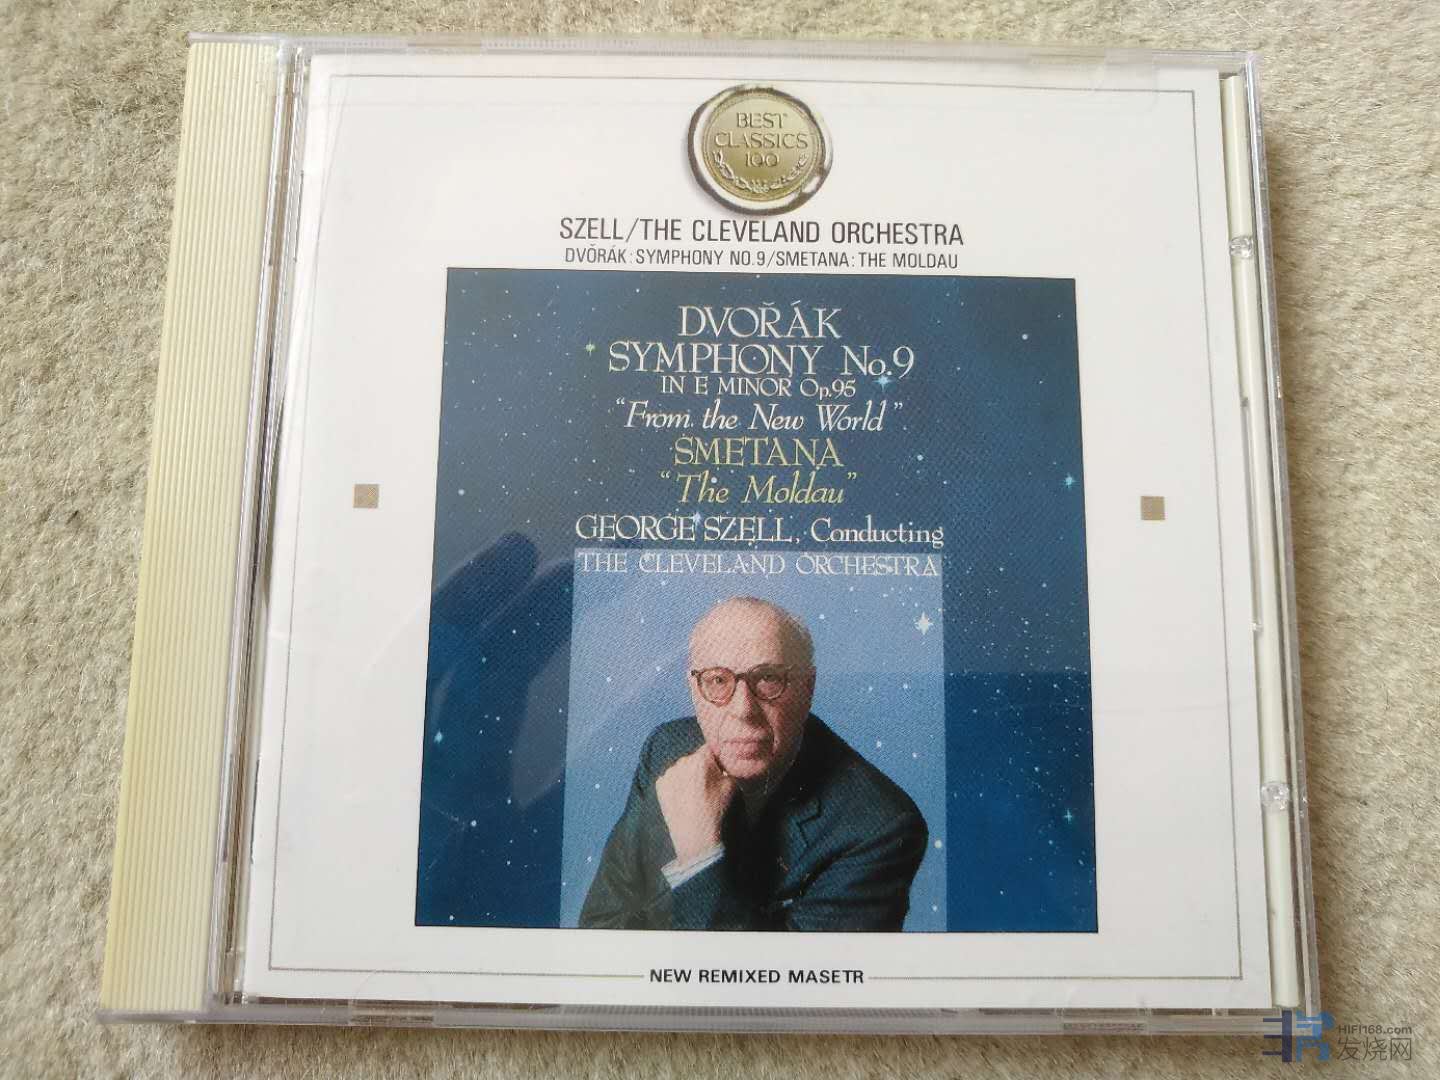 BEST
CLASSICS
100
SZELL/THE CLEVELAND ORCHESTRA
DVOŘÁK:SYMPHONY NO.9/SMETANA:THE MOLDAU
DVOŘÁK
SYMPHONY No.9
IN E MINOR Op.95
“From the New World”
SMETANA
“The Moldau”
GEORGE SZELL, Conducting
THE CLEVELAND ORCHESTRA
NEW REMIXED MASETR
HIFI168.com
发烧网